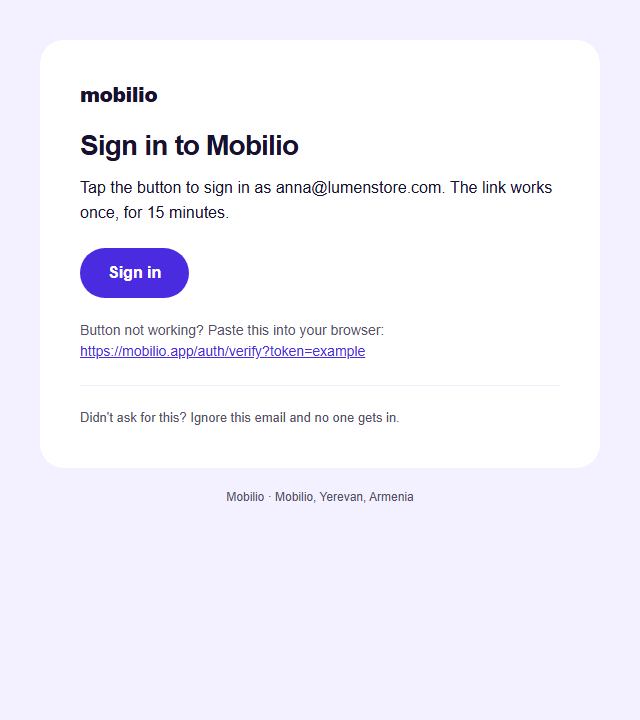 mobilio
Sign in to Mobilio
Tap the button to sign in as anna@lumenstore.com. The link works
once, for 15 minutes.
Sign in
Button not working? Paste this into your browser:
https://mobilio.app/auth/verify?token=example
Didn't ask for this? Ignore this email and no one gets in.
Mobilio · Mobilio, Yerevan, Armenia